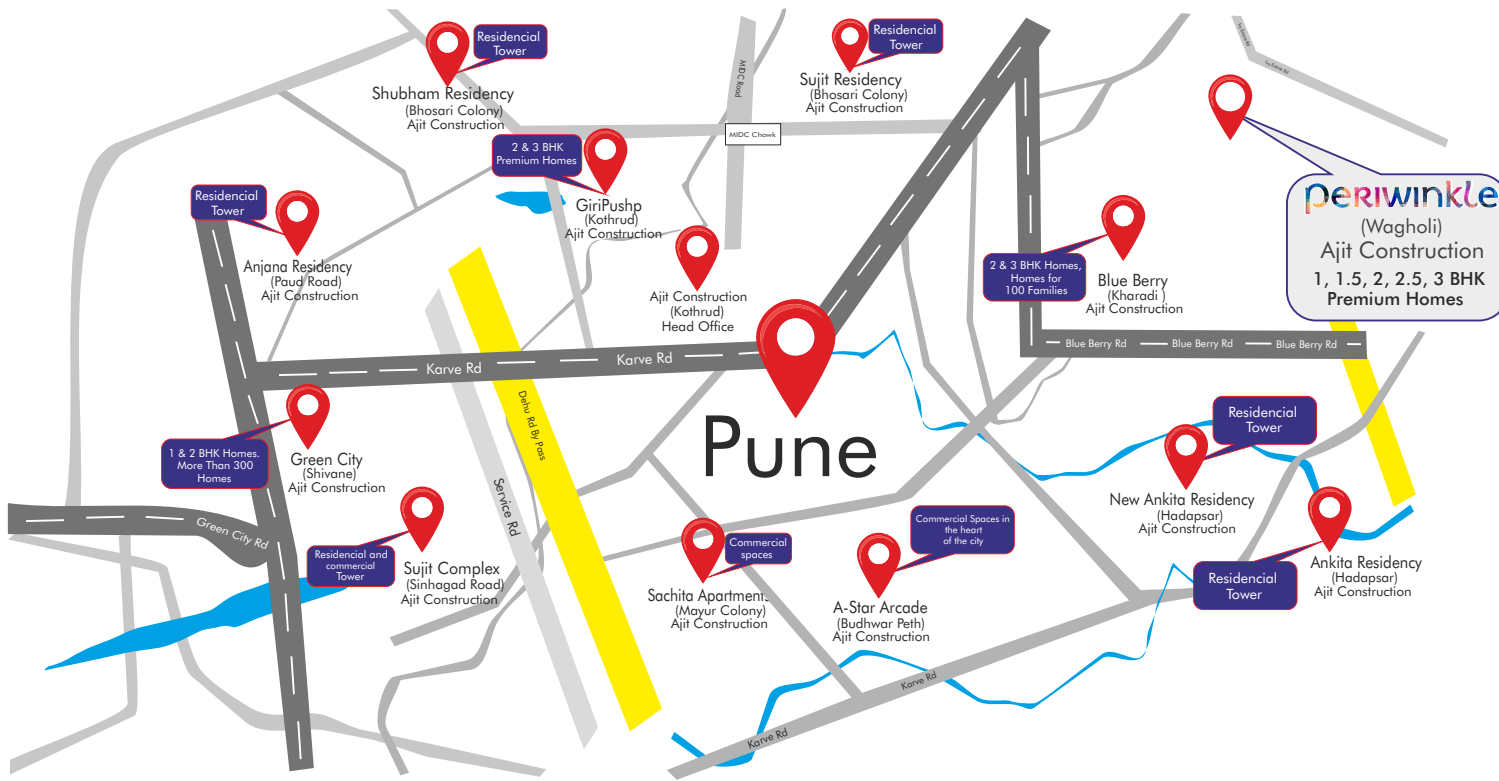 Residencial
Tower
Shubham Residency
(Bhosari Colony)
Ajit Construction
Residencial
Tower
Sujit Residency
(Bhosari Colony)
Ajit Construction
MIDC Road
MIDC Chowk
2 & 3 BHK
Premium Homes
GiriPushp
(Kothrud)
Ajit Construction
Residencial
Tower
Anjana Residency
(Paud Road)
Ajit Construction
Ajit Construction
(Kothrud)
Head Office
2 & 3 BHK Homes,
Homes for
100 Families
Blue Berry
(Kharadi )
Ajit Construction
periwinkle
(Wagholi)
Ajit Construction
1, 1.5, 2, 2.5, 3 BHK
Premium Homes
Karve Rd
Karve Rd
Blue Berry Rd
Blue Berry Rd
Blue Berry Rd
Dehu Rd By Pass
Service Rd
Pune
1 & 2 BHK Homes.
More Than 300
Homes
Green City
(Shivane)
Ajit Construction
Green City Rd
Residencial and
commercial
Tower
Sujit Complex
(Sinhagad Road)
Ajit Construction
Commercial
spaces
Sachita Apartments
(Mayur Colony)
Ajit Construction
Commercial Spaces in
the heart
of the city
A-Star Arcade
(Budhwar Peth)
Ajit Construction
Residencial
Tower
New Ankita Residency
(Hadapsar)
Ajit Construction
Residencial
Tower
Ankita Residency
(Hadapsar)
Ajit Construction
Karve Rd
Karve Rd